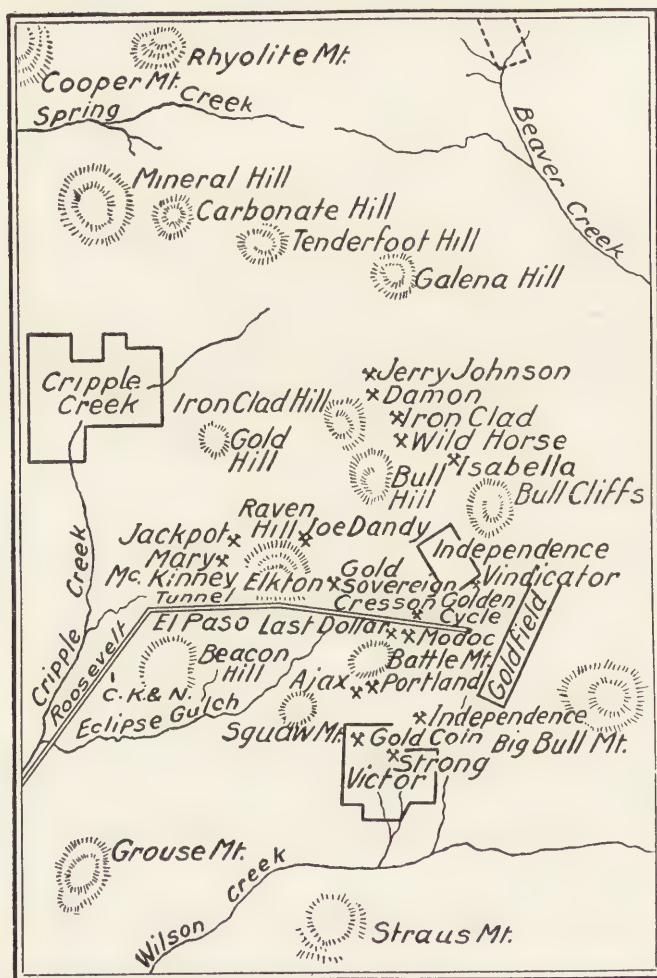 Rhyolite Mt.
Cooper Mt.
Spring Creek
Beaver Creek
Mineral Hill
Carbonate Hill
Tenderfoot Hill
Galena Hill
Cripple
Creek
Jerry Johnson
Damon
Iron Clad Hill
Iron Clad
Wild Horse
Gold
Hill
Isabella
Bull
Hill
Bull Cliffs
Raven
Hill
Joe Dandy
Jackpot
Independence
Mary
Mc. Kinney
Gold
Sovereign
Vindicator
Elkton
Tunnel
Roosevelt
Cresson
Golden
Cycle
Goldfield
Cripple Creek
El Paso
Last Dollar
Modoc
Beacon
Hill
Battle Mt.
C. K. & N.
Ajax
Portland
Eclipse Gulch
Squaw Mt.
Independence
Big Bull Mt.
Gold Coin
Strong
Victor
Grouse Mt.
Wilson Creek
Straus Mt.